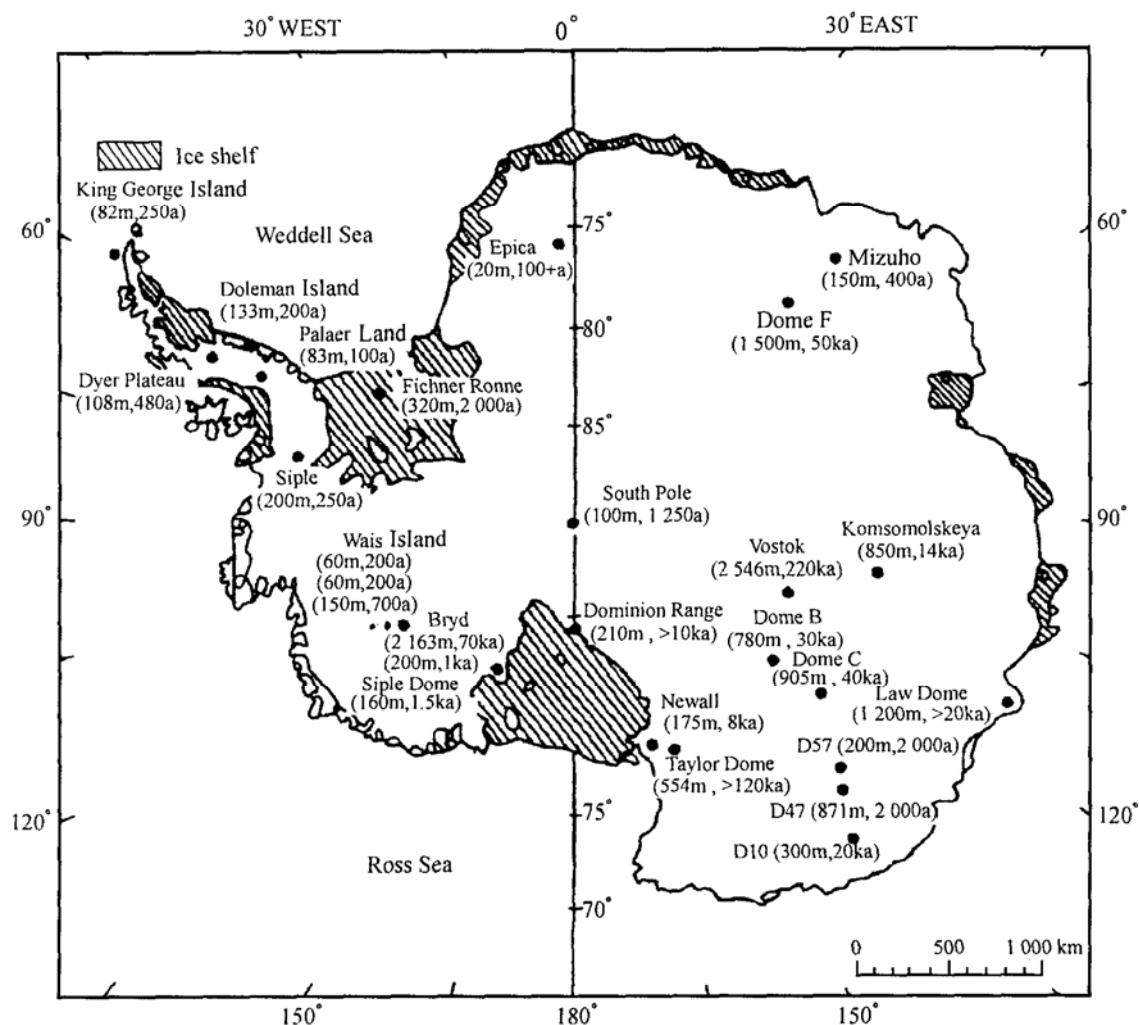 30° WEST
0°
30° EAST
Ice shelf
King George Island
(82m,250a)
60°
Weddell Sea
75°
60°
Epica
(20m,100+a)
Mizuho
(150m, 400a)
Doleman Island
(133m,200a)
Dome F
(1 500m, 50ka)
80°
Palaer Land
(83m,100a)
Dyer Plateau
(108m,480a)
Fichner Ronne
(320m,2 000a)
85°
Siple
(200m,250a)
South Pole
(100m, 1 250a)
90°
90°
Komsomolskeya
(850m,14ka)
Vostok
(2 546m,220ka)
Wais Island
(60m,200a)
(60m,200a)
(150m,700a)
Bryd
(2 163m,70ka)
(200m,1ka)
Dominion Range
(210m , >10ka)
Dome B
(780m , 30ka)
Dome C
(905m , 40ka)
Siple Dome
(160m,1.5ka)
Newall
(175m, 8ka)
Law Dome
(1 200m, >20ka)
D57 (200m,2 000a)
Taylor Dome
(554m , >120ka)
D47 (871m, 2 000a)
120°
75°
120°
D10 (300m,20ka)
Ross Sea
70°
0 500 1 000 km
150°
180°
150°